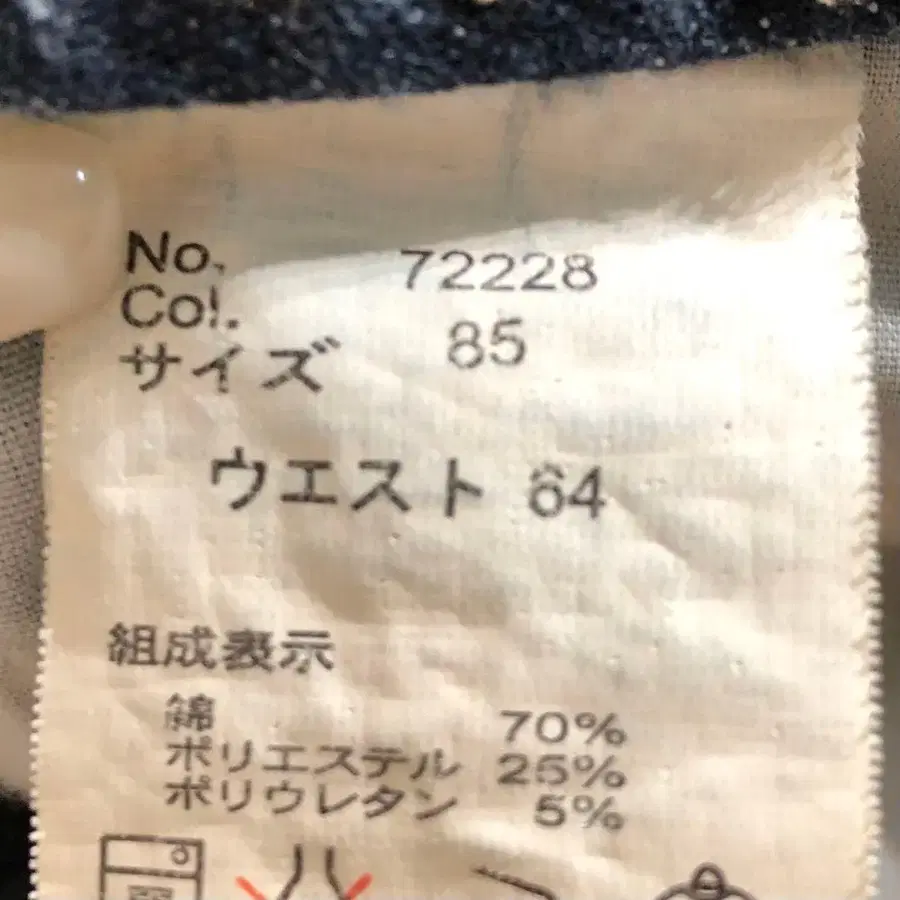 No. 72228
Col. 85
サイズ
ウエスト 64
組成表示
綿 70%
ポリエステル 25%
ポリウレタン 5%